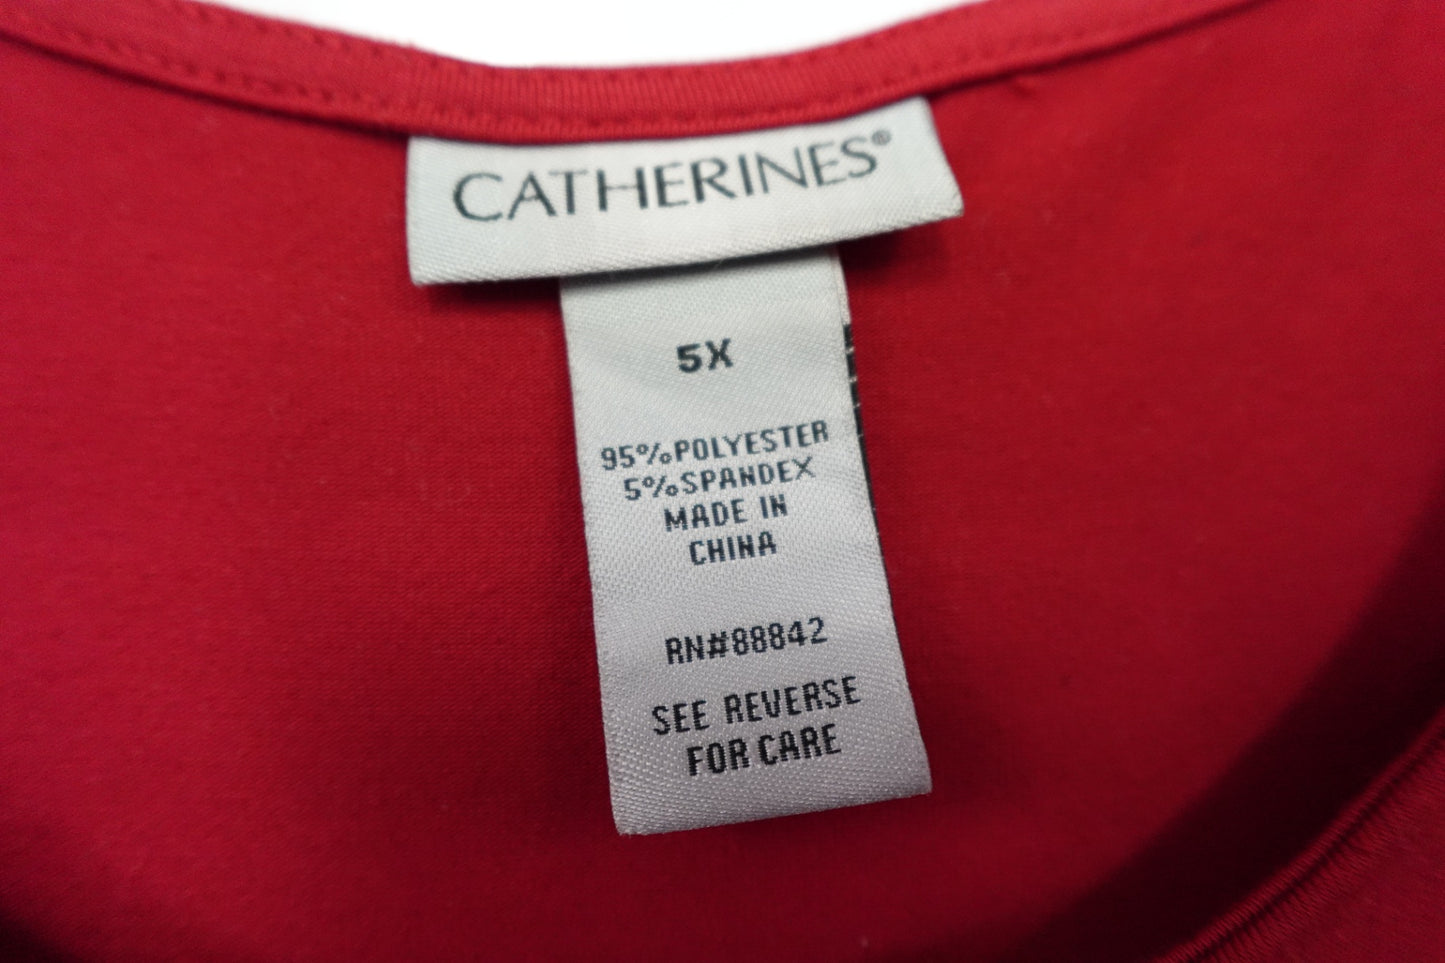 CATHERINES®
5X
95%POLYESTER
5%SPANDEX
MADE IN
CHINA
RN#88842
SEE REVERSE
FOR CARE